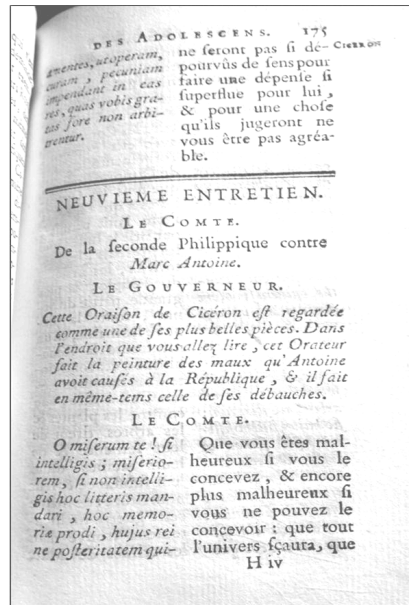 DES ADOLESCENS. 175
amentes, ut operam,
curam, pecuniam
impendant in eas
res, quas vobis gra-
tas fore non arbi-
trentur.
ne seront pas si dé-
pourvûs de sens pour
faire une dépense si
superflue pour lui,
& pour une chose
qu'ils jugeront ne
vous être pas agréa-
ble.
CICERON
NEUVIEME ENTRETIEN.
LE COMTE.
De la seconde Philippique contre
Marc Antoine.
LE GOUVERNEUR.
Cette Oraison de Cicéron est regardée
comme une de ses plus belles pièces. Dans
l'endroit que vous allez lire, cet Orateur
fait la peinture des maux qu'Antoine
avoit causés à la République, & il fait
en même-tems celle de ses débauches.
LE COMTE.
O miserum te! si
intelligis; miserio-
rem, si non intelli-
gis hoc litteris man-
dari, hoc memo-
riæ prodi, hujus rei
ne posteritatem qui-
Que vous êtes mal-
heureux si vous le
concevez, & encore
plus malheureux si
vous ne pouvez le
concevoir: que tout
l'univers sçauta, que
H iv